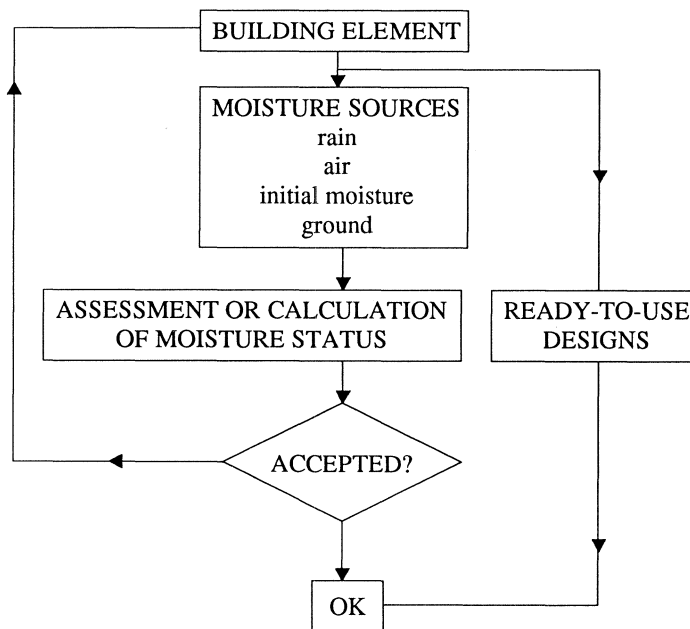 BUILDING ELEMENT
MOISTURE SOURCES
rain
air
initial moisture
ground
ASSESSMENT OR CALCULATION
OF MOISTURE STATUS
READY-TO-USE
DESIGNS
ACCEPTED?
OK